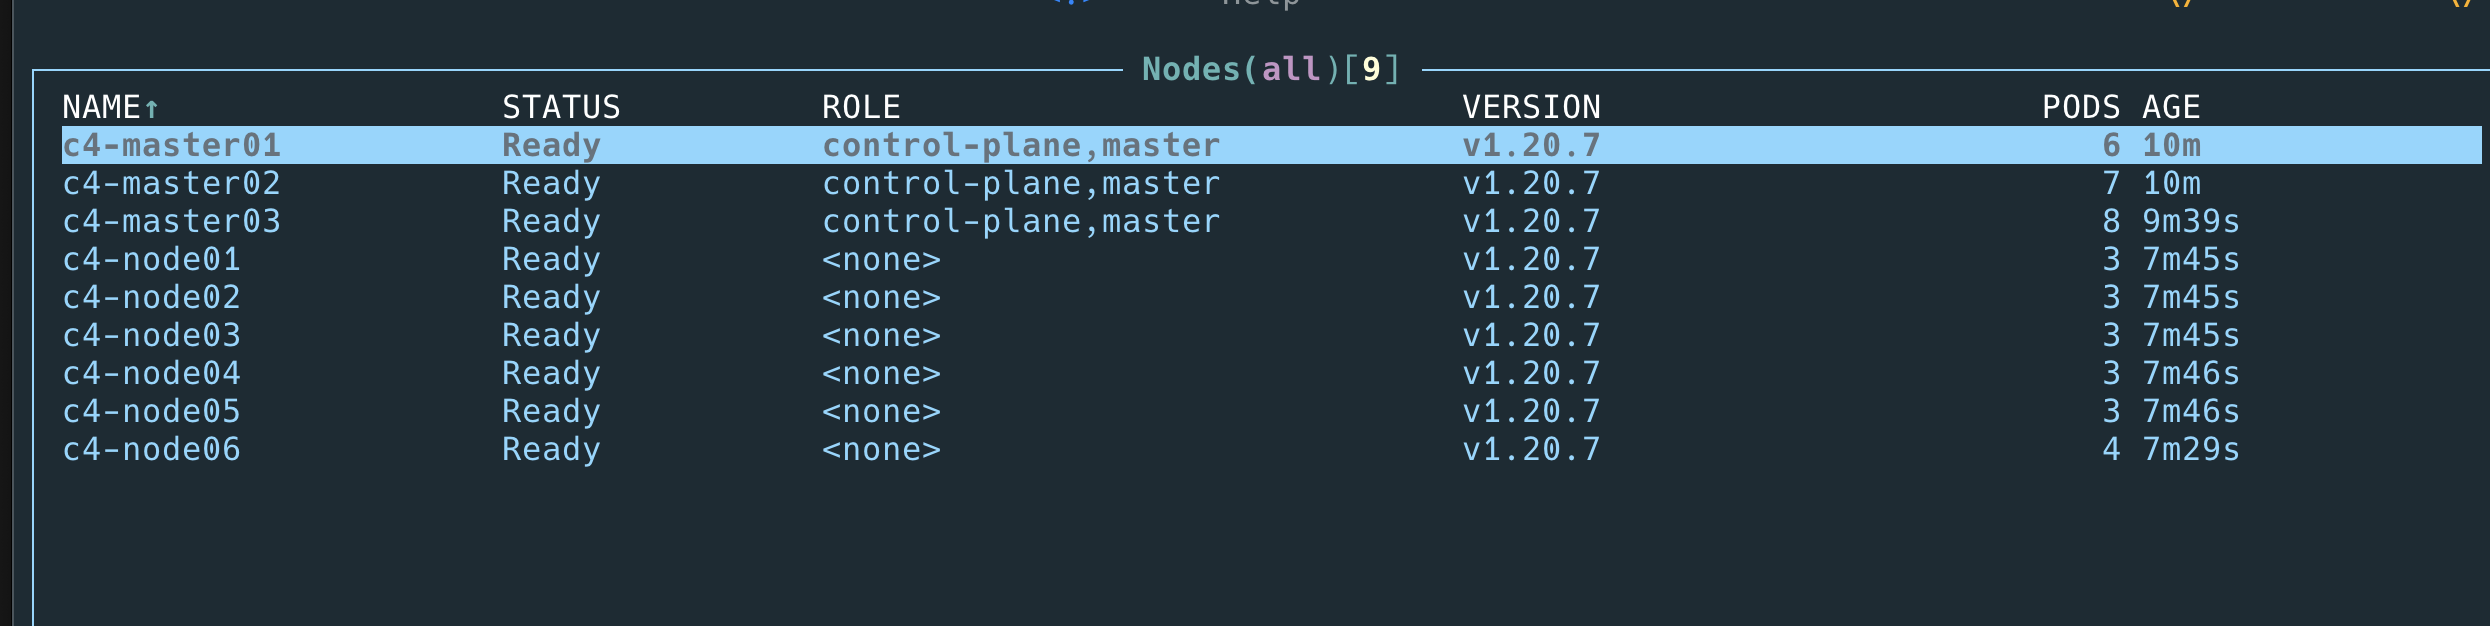 Help
Nodes(all)[9]
NAME↑ STATUS ROLE VERSION PODS AGE
c4-master01 Ready control-plane,master v1.20.7 6 10m
c4-master02 Ready control-plane,master v1.20.7 7 10m
c4-master03 Ready control-plane,master v1.20.7 8 9m39s
c4-node01 Ready <none> v1.20.7 3 7m45s
c4-node02 Ready <none> v1.20.7 3 7m45s
c4-node03 Ready <none> v1.20.7 3 7m45s
c4-node04 Ready <none> v1.20.7 3 7m46s
c4-node05 Ready <none> v1.20.7 3 7m46s
c4-node06 Ready <none> v1.20.7 4 7m29s